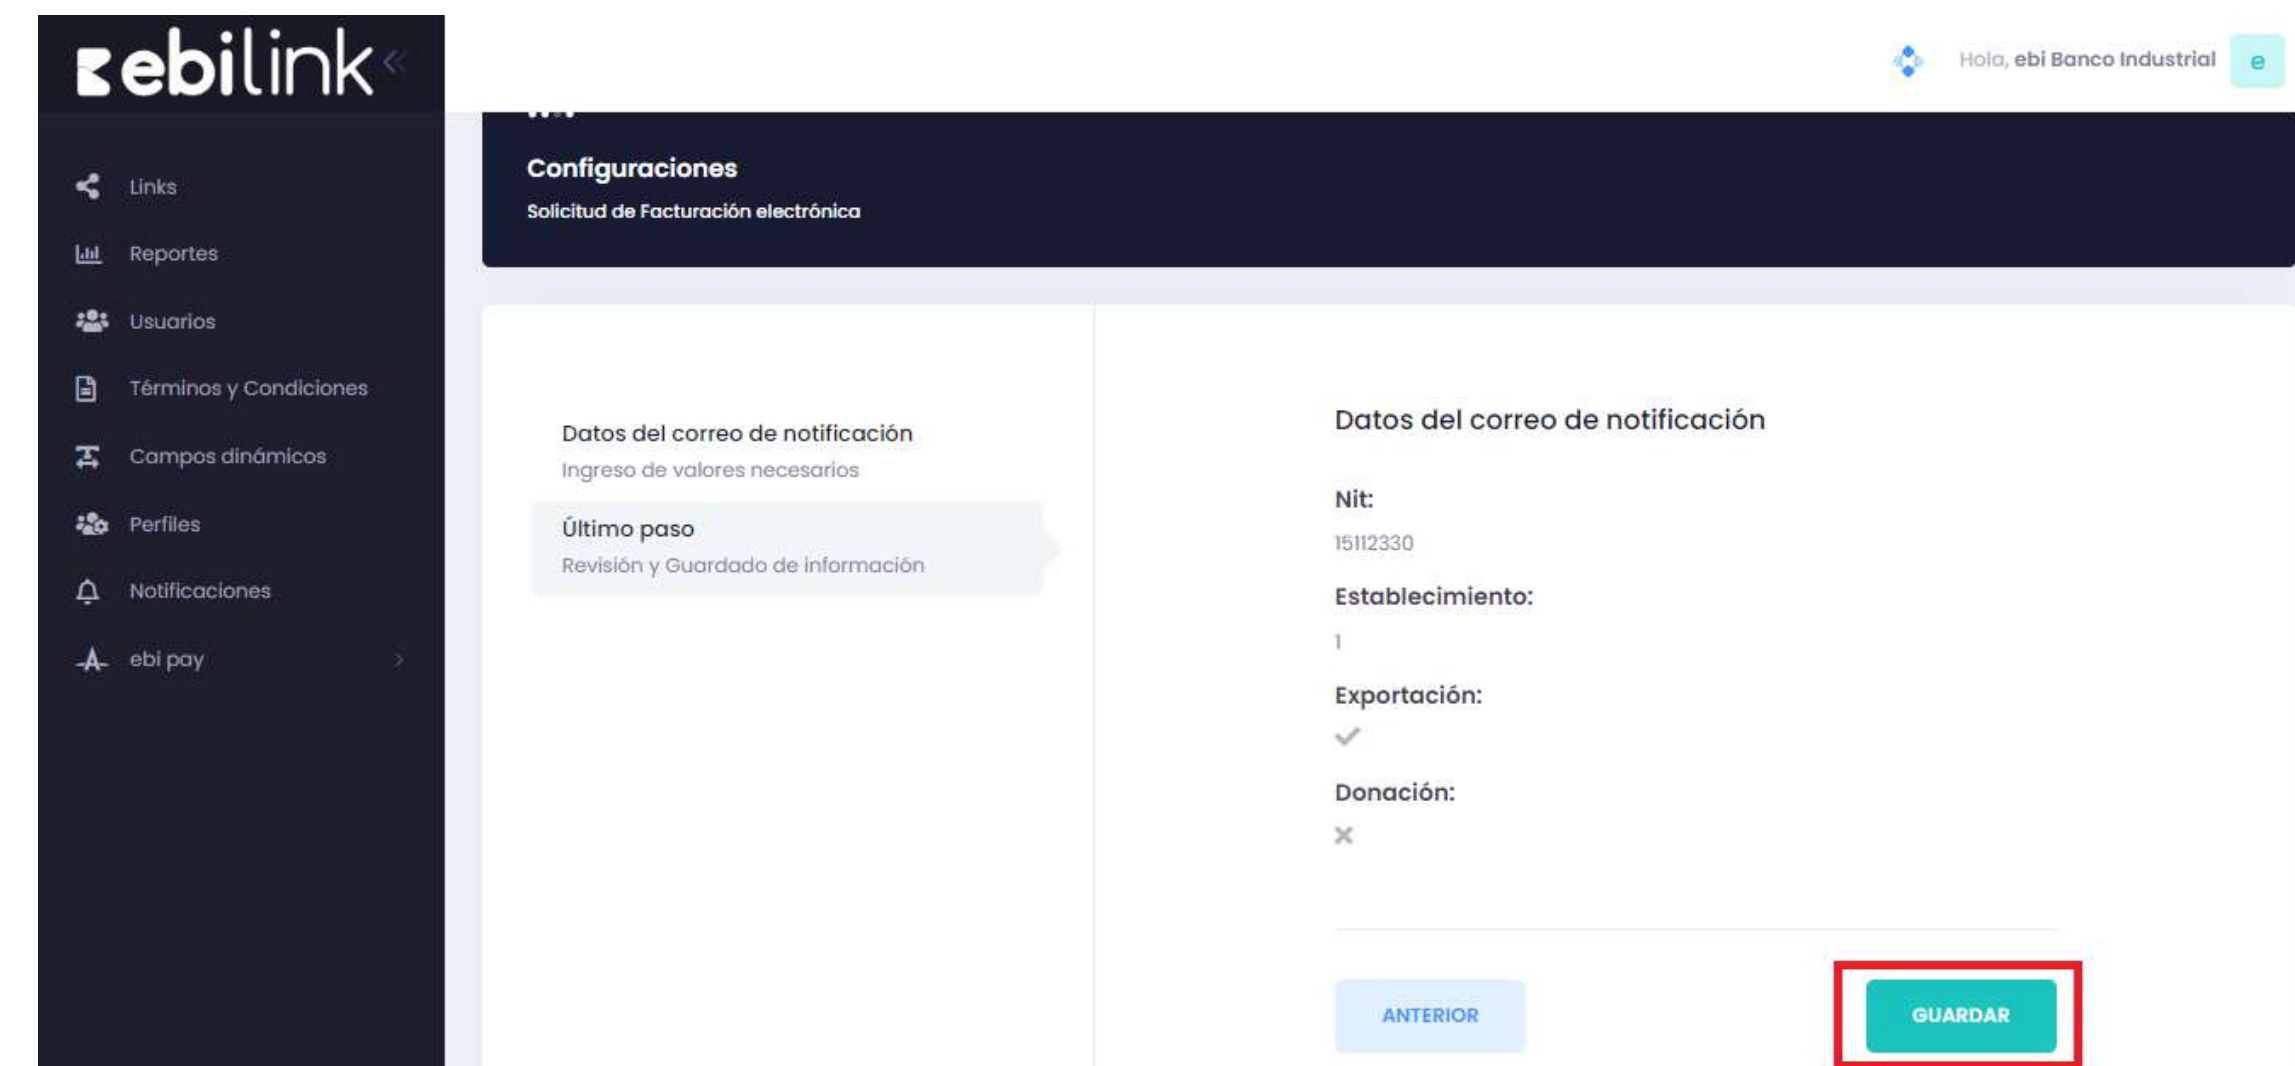 ebilink
Hola, ebi Banco Industrial
e
Links
Reportes
Usuarios
Términos y Condiciones
Campos dinámicos
Perfiles
Notificaciones
ebi pay
Configuraciones
Solicitud de Facturación electrónica
Datos del correo de notificación
Ingreso de valores necesarios
Último paso
Revisión y Guardado de información
Datos del correo de notificación
Nit:
15112330
Establecimiento:
1
Exportación:
Donación:
ANTERIOR
GUARDAR